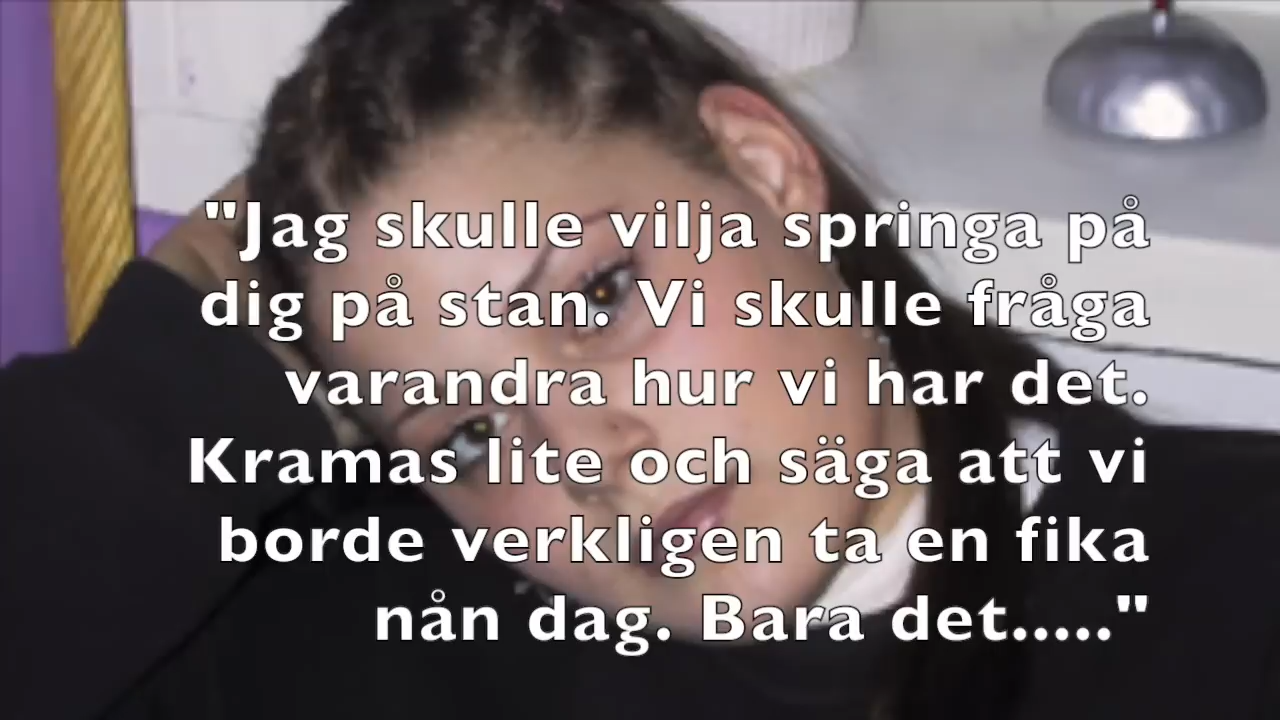 "Jag skulle vilja springa på
dig på stan. Vi skulle fråga
varandra hur vi har det.
Kramas lite och säga att vi
borde verkligen ta en fika
nån dag. Bara det....."